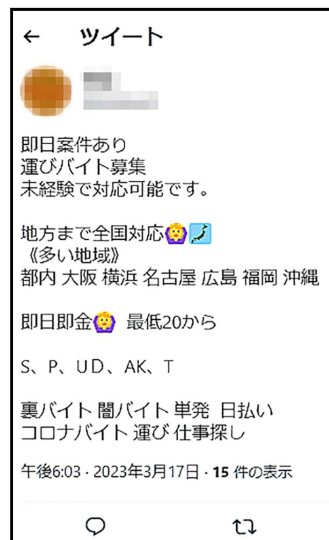 ← ツイート
即日案件あり
運びバイト募集
未経験で対応可能です。
地方まで全国対応🙆‍♀️🗾
《多い地域》
都内 大阪 横浜 名古屋 広島 福岡 沖縄
即日即金🙆‍♀️ 最低20から
S、P、UD、AK、T
裏バイト 闇バイト 単発 日払い
コロナバイト 運び 仕事探し
午後6:03 · 2023年3月17日 · 15 件の表示